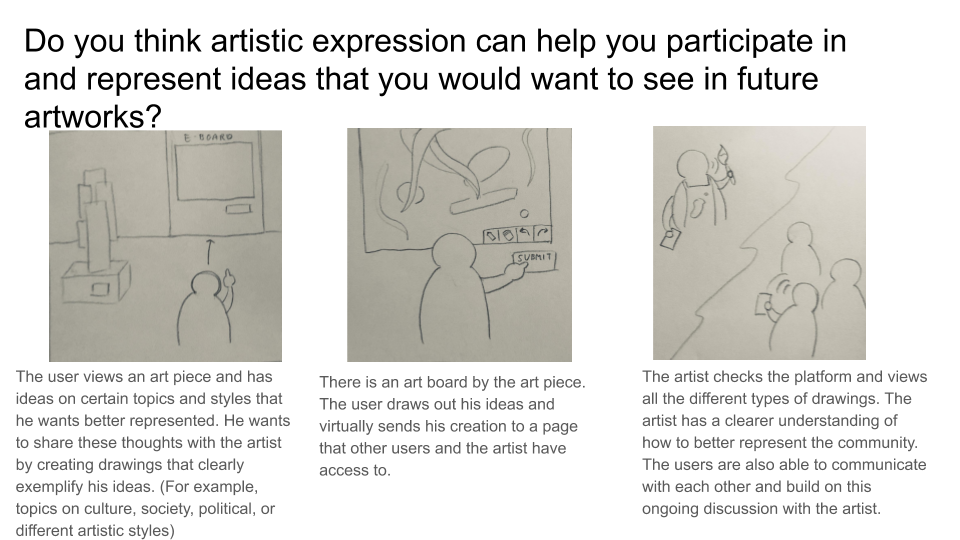 Do you think artistic expression can help you participate in
and represent ideas that you would want to see in future
artworks?
E-BOARD
SUBMIT
The user views an art piece and has
ideas on certain topics and styles that
he wants better represented. He wants
to share these thoughts with the artist
by creating drawings that clearly
exemplify his ideas. (For example,
topics on culture, society, political, or
different artistic styles)
There is an art board by the art piece.
The user draws out his ideas and
virtually sends his creation to a page
that other users and the artist have
access to.
The artist checks the platform and views
all the different types of drawings. The
artist has a clearer understanding of
how to better represent the community.
The users are also able to communicate
with each other and build on this
ongoing discussion with the artist.